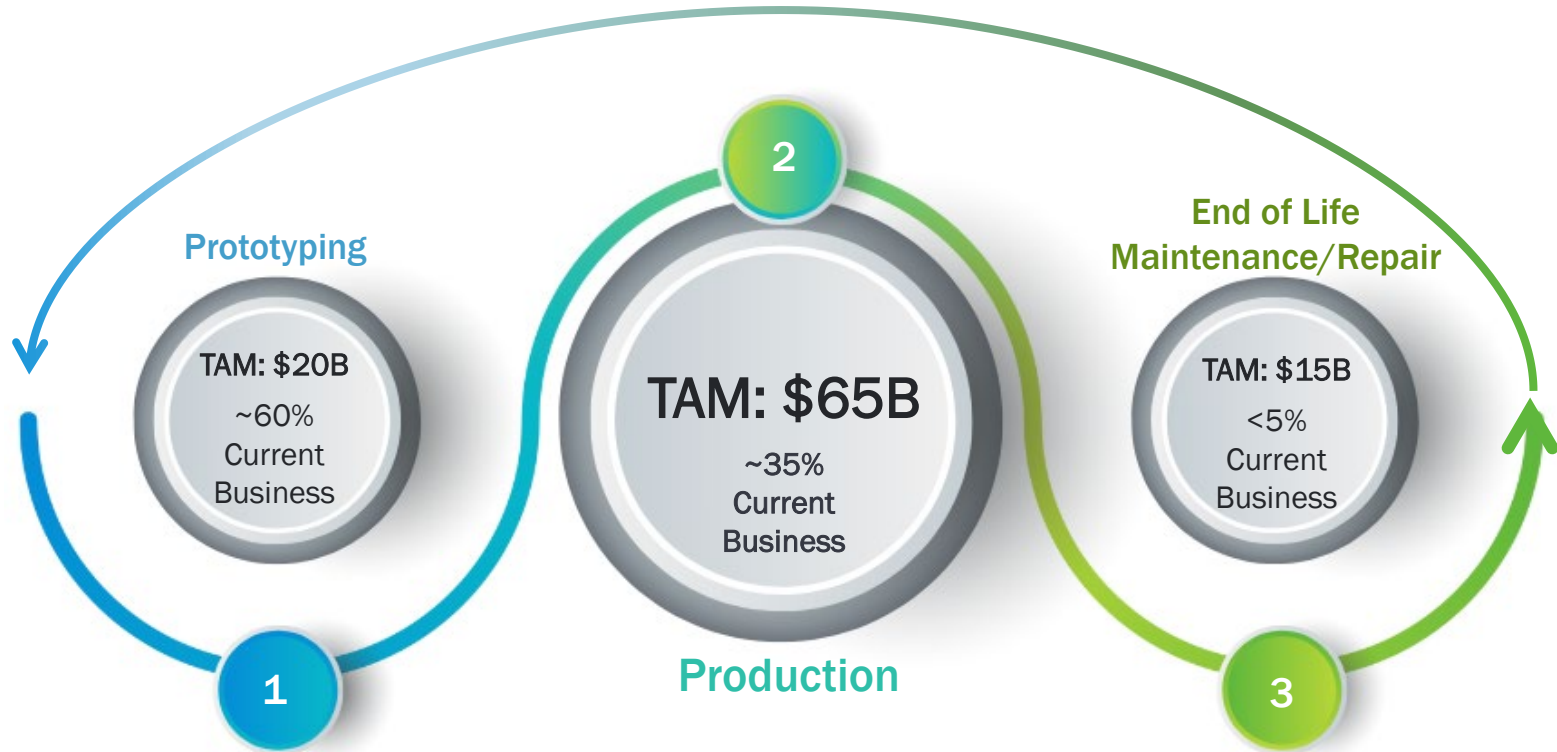 Prototyping
TAM: $20B
~60%
Current
Business
1
2
TAM: $65B
~35%
Current
Business
Production
End of Life
Maintenance/Repair
TAM: $15B
<5%
Current
Business
3